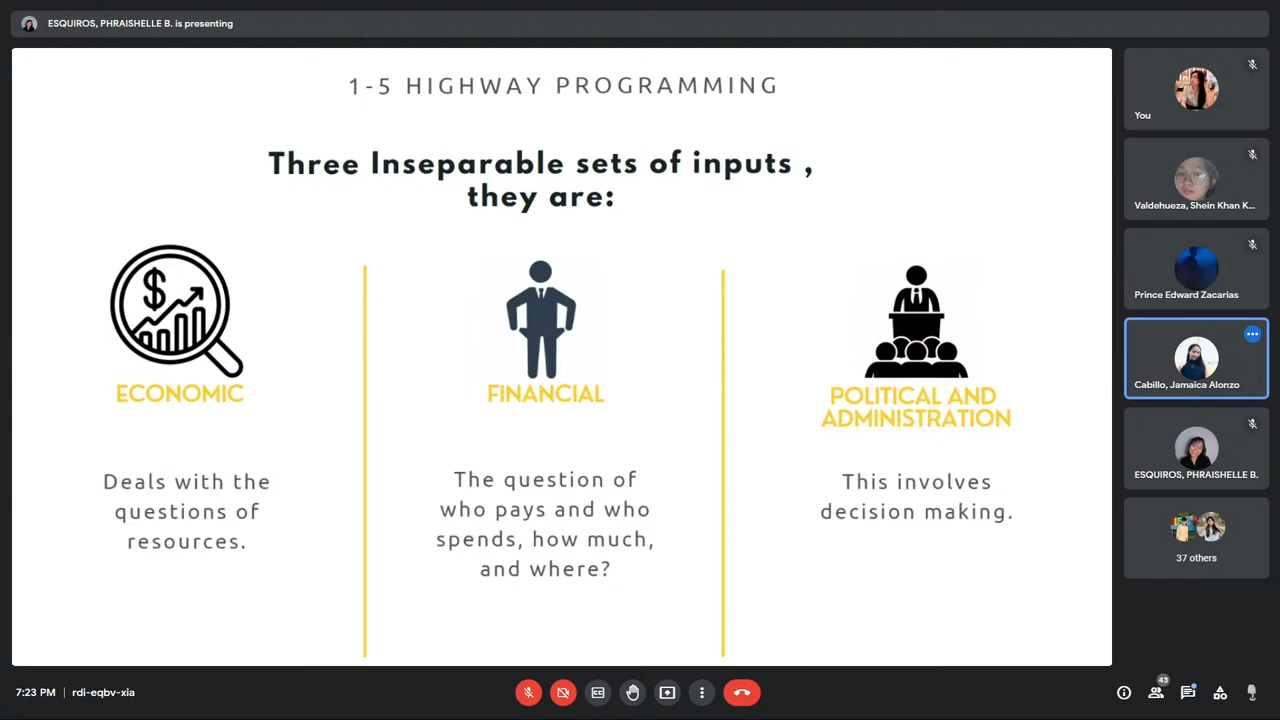 ESQUIROS, PHRAISHELLE B. is presenting
1-5 HIGHWAY PROGRAMMING
Three Inseparable sets of inputs ,
they are:
$
ECONOMIC
Deals with the
questions of
resources.
FINANCIAL
The question of
who pays and who
spends, how much,
and where?
POLITICAL AND
ADMINISTRATION
This involves
decision making.
You
Valdehueza, Shein Khan K...
Prince Edward Zacarias
Cabillo, Jamaica Alonzo
ESQUIROS, PHRAISHELLE B.
37 others
7:23 PM | rdi-eqbv-xia
CC
43